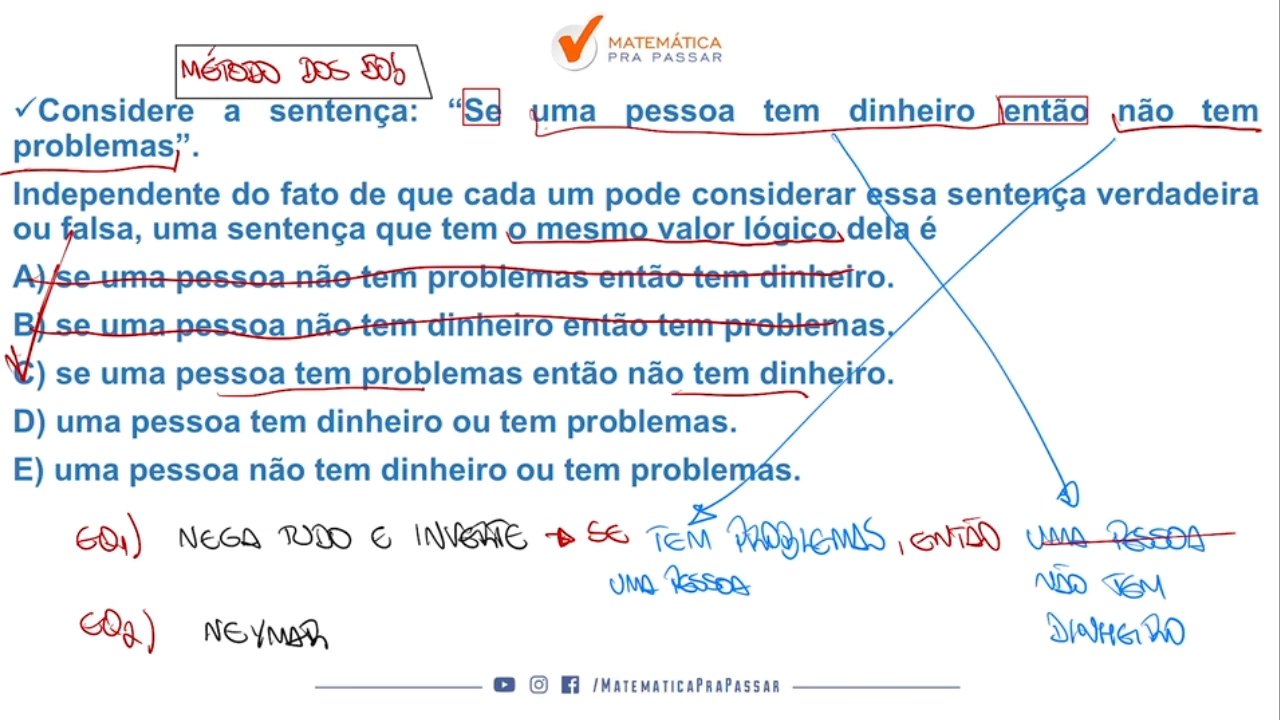 MATEMÁTICA
PRA PASSAR
MÉTODO DOS 50%
✓Considere a sentença: “Se uma pessoa tem dinheiro então não tem
problemas”.
Independente do fato de que cada um pode considerar essa sentença verdadeira
ou falsa, uma sentença que tem o mesmo valor lógico dela é
A) se uma pessoa não tem problemas então tem dinheiro.
B) se uma pessoa não tem dinheiro então tem problemas.
C) se uma pessoa tem problemas então não tem dinheiro.
D) uma pessoa tem dinheiro ou tem problemas.
E) uma pessoa não tem dinheiro ou tem problemas.
EQ1) NEGA TUDO E INVERTE → SE TEM PROBLEMAS, ENTÃO UMA PESSOA
UMA PESSOA NÃO TEM
EQ2) NEYMAR DINHEIRO
/MATEMATICAPRAPASSAR